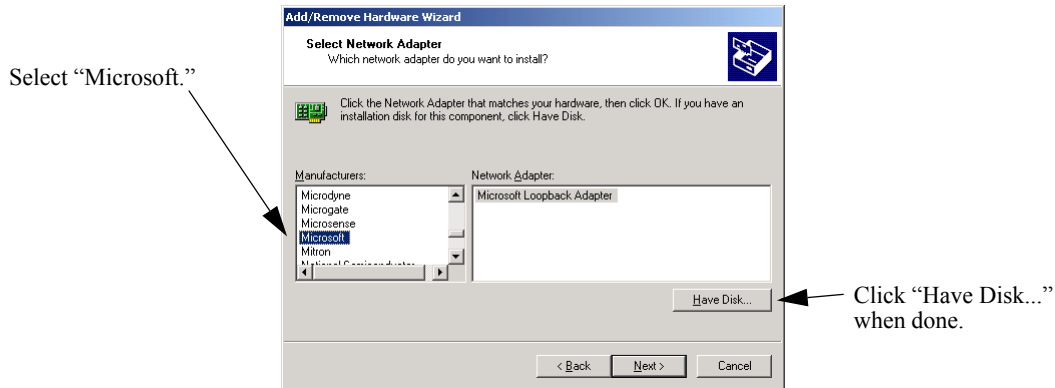 Add/Remove Hardware Wizard
Select Network Adapter
Which network adapter do you want to install?
Select “Microsoft.”
Click the Network Adapter that matches your hardware, then click OK. If you have an
installation disk for this component, click Have Disk.
Manufacturers:
Microdyne
Microgate
Microsense
Microsoft
Mitron
National Semiconductor
Network Adapter:
Microsoft Loopback Adapter
Have Disk...
Click “Have Disk...”
when done.
< Back
Next >
Cancel